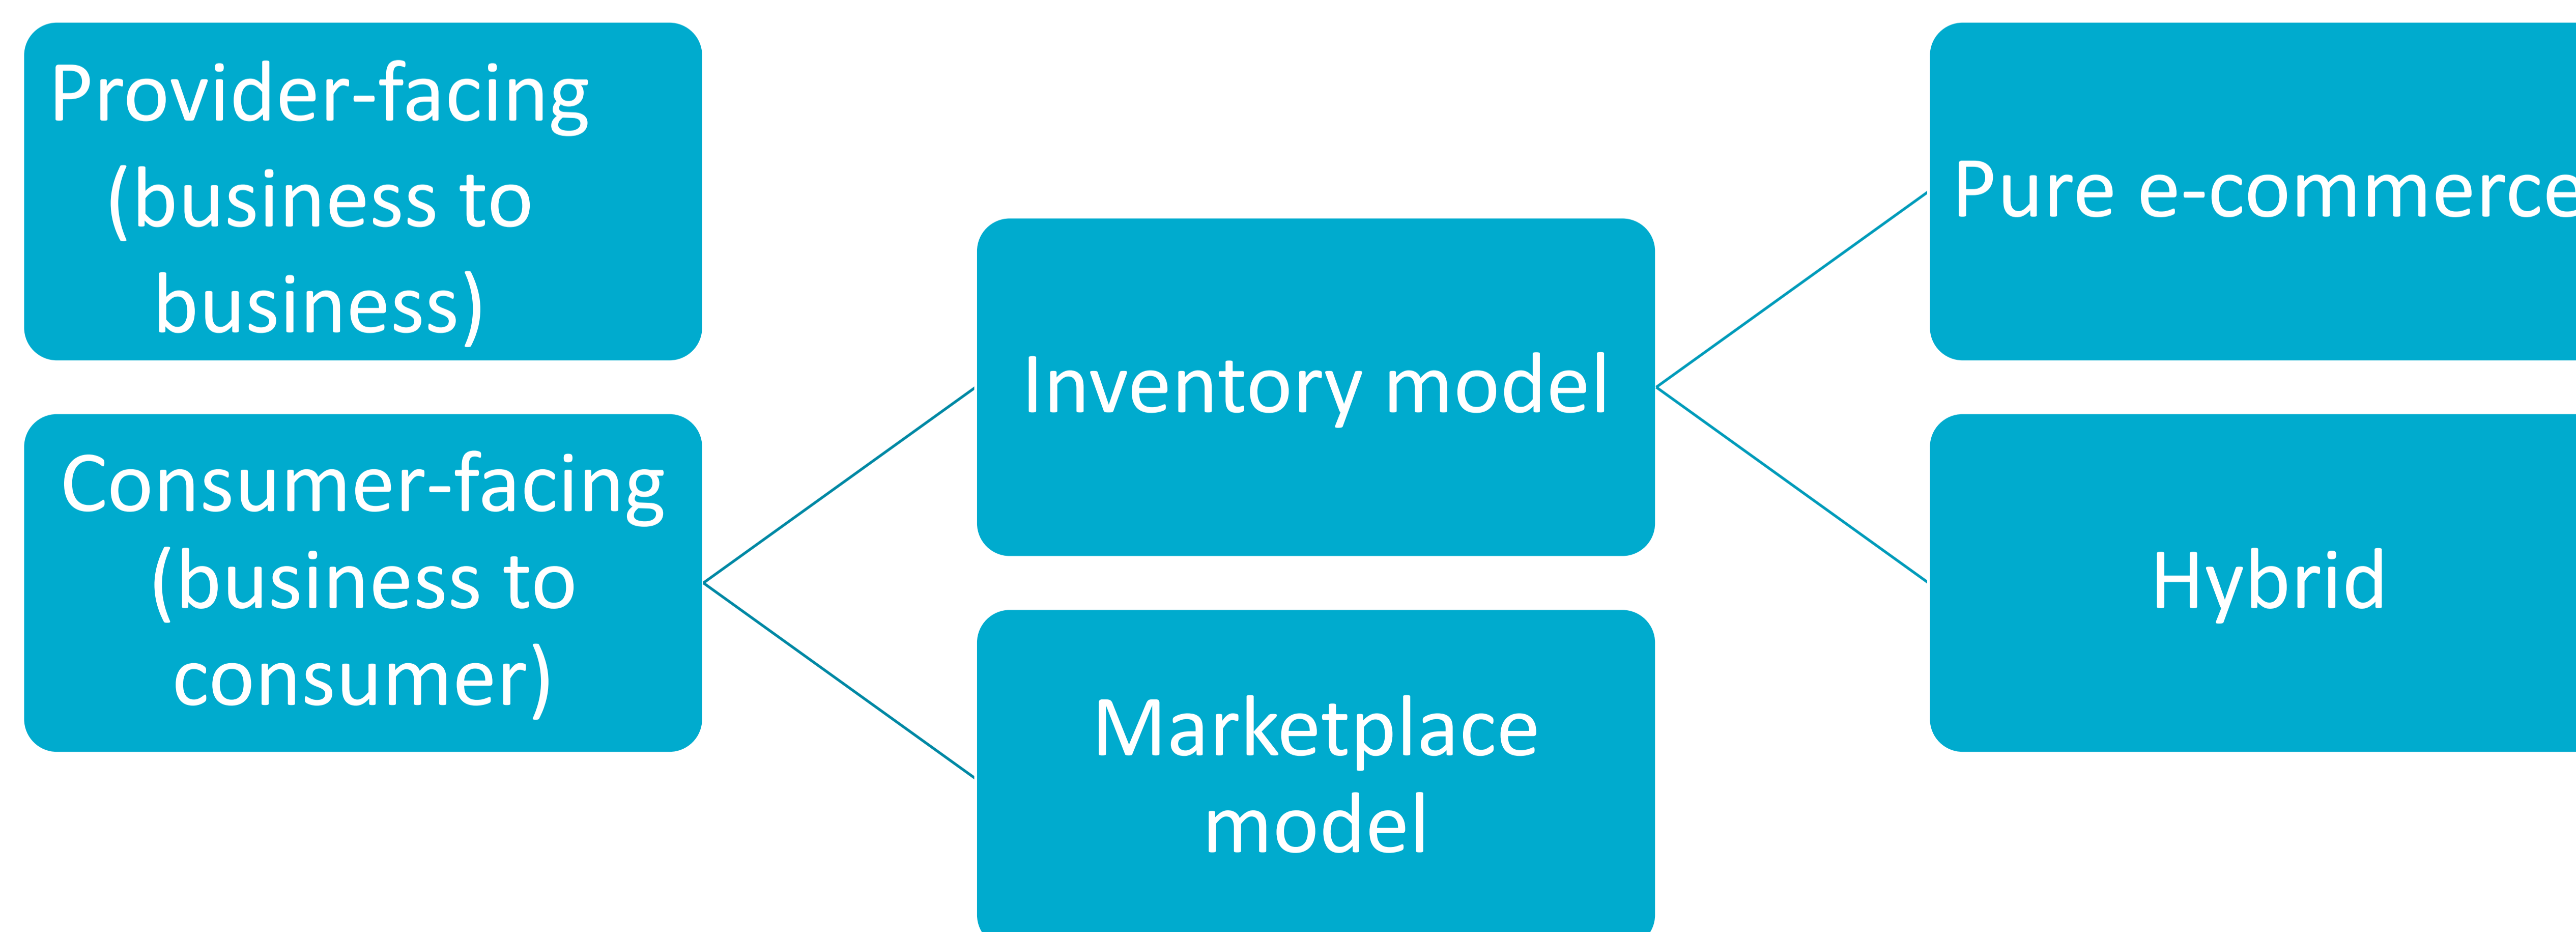 Provider-facing
(business to
business)
Consumer-facing
(business to
consumer)
Inventory model
Marketplace
model
Pure e-commerce
Hybrid